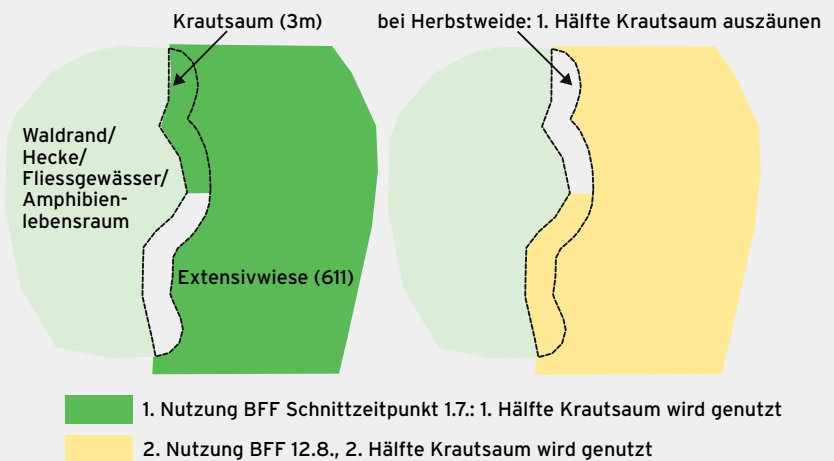 Krautsaum (3m)
bei Herbstweide: 1. Hälfte Krautsaum auszäunen
Waldrand/
Hecke/
Fliessgewässer/
Amphibien-
lebensraum
Extensivwiese (611)
1. Nutzung BFF Schnittzeitpunkt 1.7.: 1. Hälfte Krautsaum wird genutzt
2. Nutzung BFF 12.8., 2. Hälfte Krautsaum wird genutzt